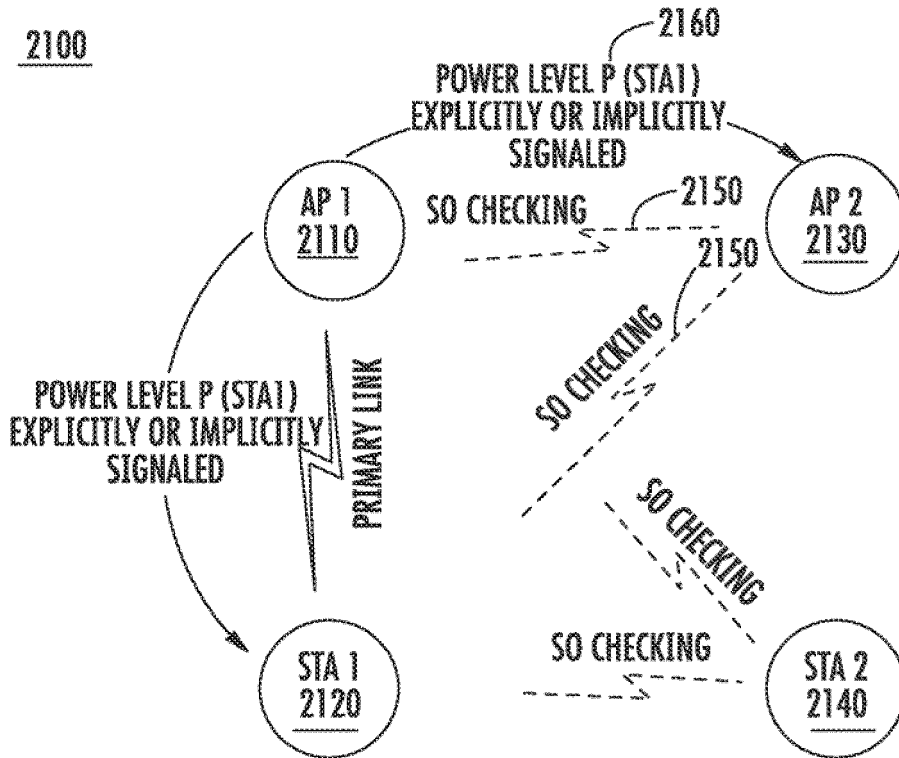 2100
2160
POWER LEVEL P (STA1)
EXPLICITLY OR IMPLICITLY
SIGNALED
AP 1
2110
SO CHECKING
2150
AP 2
2130
2150
SO CHECKING
POWER LEVEL P (STA1)
EXPLICITLY OR IMPLICITLY
SIGNALED
PRIMARY LINK
SO CHECKING
STA 1
2120
SO CHECKING
STA 2
2140